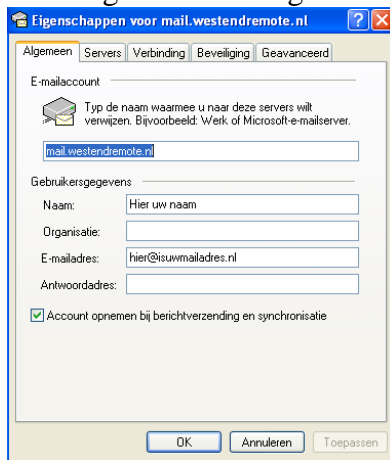 Eigenschappen voor mail.westendremote.nl
Algemeen Servers Verbinding Beveiliging Geavanceerd
E-mailaccount
Typ de naam waarmee u naar deze servers wilt
verwijzen. Bijvoorbeeld: Werk of Microsoft-e-mailserver.
mail.westendremote.nl
Gebruikersgegevens
Naam: Hier uw naam
Organisatie:
E-mailadres: hier@isuwmailadres.nl
Antwoordadres:
Account opnemen bij berichtverzending en synchronisatie
OK Annuleren Toepassen